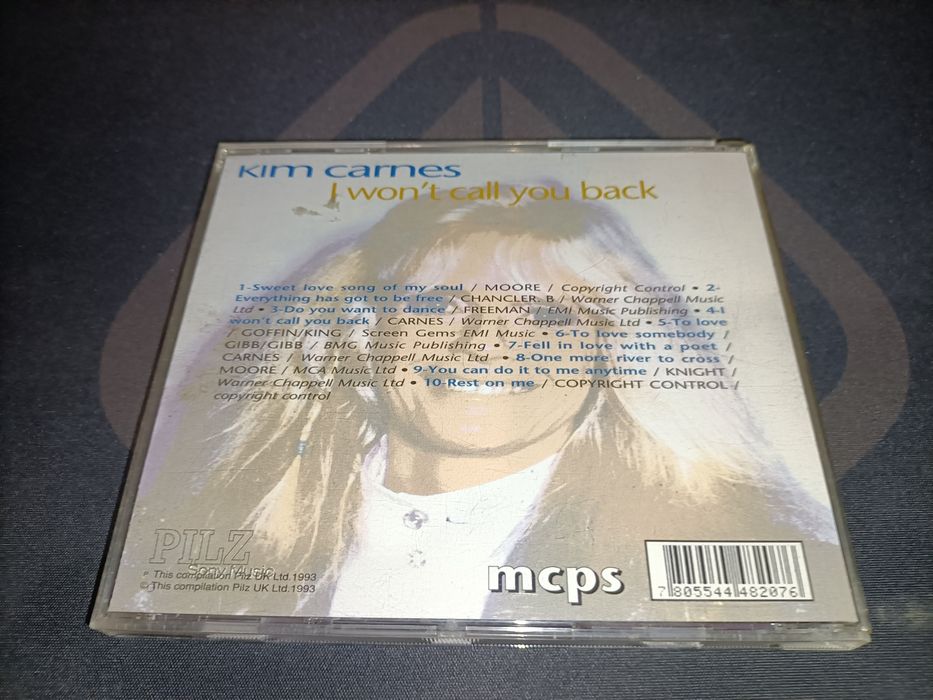 Kim carnes
I won't call you back
1-Sweet love song of my soul / MOORE / Copyright Control • 2-
Everything has got to be free / CHANCLER. B / Warner Chappell Music
Ltd • 3-Do you want to dance / FREEMAN / EMI Music Publishing • 4-I
won't call you back / CARNES / Warner Chappell Music Ltd • 5-To love
/ GOFFIN/KING / Screen Gems EMI Music • 6-To love somebody /
GIBB/GIBB / BMG Music Publishing • 7-Fell in love with a poet /
CARNES / Warner Chappell Music Ltd • 8-One more river to cross /
MOORE / MCA Music Ltd • 9-You can do it to me anytime / KNIGHT /
Warner Chappell Music Ltd • 10-Rest on me / COPYRIGHT CONTROL /
copyright control
PILZ
Sony Music
℗ This compilation Pilz UK Ltd.1993
© This compilation Pilz UK Ltd.1993
mcps
7 805544 482076